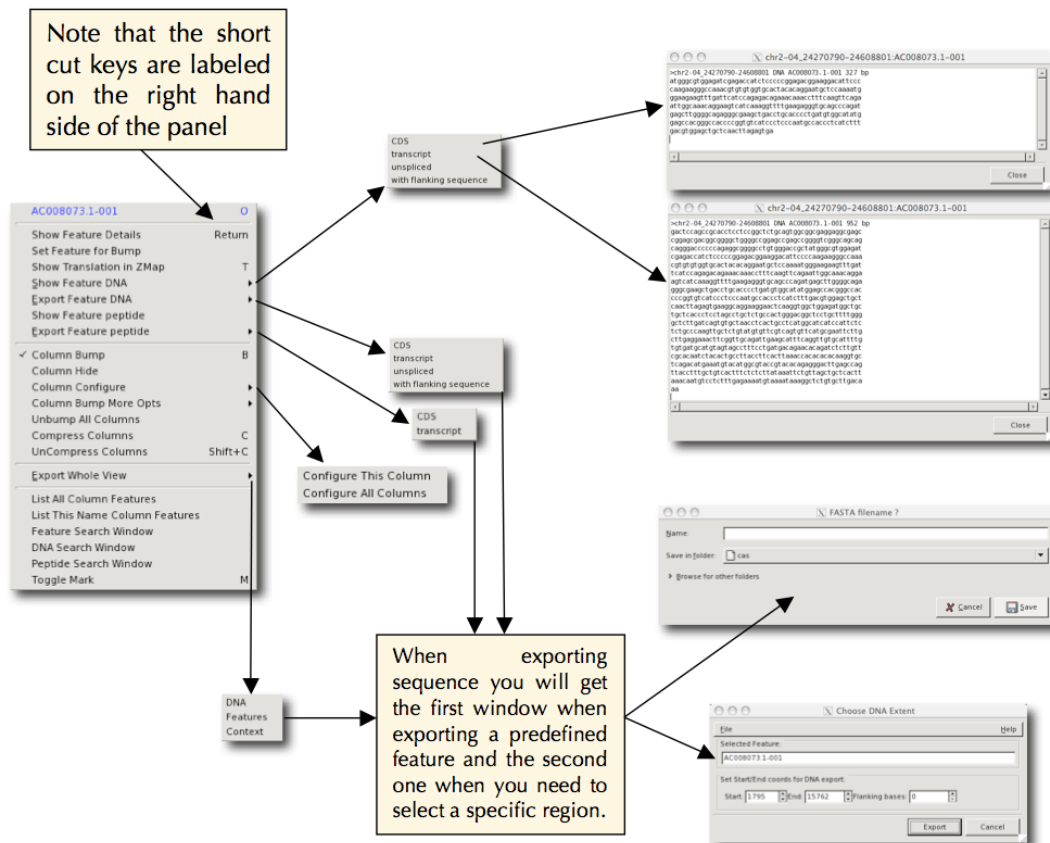 Note that the short
cut keys are labeled
on the right hand
side of the panel
AC008073.1-001 O
Show Feature Details Return
Set Feature for Bump
Show Translation in ZMap T
Show Feature DNA
Export Feature DNA
Show Feature peptide
Export Feature peptide
Column Bump B
Column Hide
Column Configure
Column Bump More Opts
Unbump All Columns
Compress Columns C
UnCompress Columns Shift+C
Export Whole View
List All Column Features
List This Name Column Features
Feature Search Window
DNA Search Window
Peptide Search Window
Toggle Mark M
CDS
transcript
unspliced
with flanking sequence
CDS
transcript
unspliced
with flanking sequence
CDS
transcript
Configure This Column
Configure All Columns
DNA
Features
Context
When exporting
sequence you will get
the first window when
exporting a predefined
feature and the second
one when you need to
select a specific region.
chr2-04_24270790-24608801:AC008073.1-001
>chr2-04_24270790-24608801 DNA AC008073.1-001 327 bp
atgggcgtggagatcgagaccatctcccccggagacggaaggacattccc
caagaagggccaaacgtgtgtggtgcactacacaggaatgctccaaaatg
ggaagaagtttgattcatccagagacagaaacaaacctttcaagttcaga
attggcaaacaggaagtcatcaaaggttttgaagagggtgcagcccagat
gagcttggggcagagggcgaagctgacctgcacccctgatgtggcatatg
gagccacgggccaccccggtgtcatccctcccaatgccaccctcatcttt
gacgtggagctgctcaacttagagtga
Close
chr2-04_24270790-24608801:AC008073.1-001
>chr2-04_24270790-24608801 DNA AC008073.1-001 952 bp
Close
FASTA filename ?
Name:
Save in folder: cas
Browse for other folders
Cancel Save
Choose DNA Extent
File Help
Selected Feature:
AC008073.1-001
Set Start/End coords for DNA export:
Start: 1795 End: 15762 Flanking bases: 0
Export Cancel